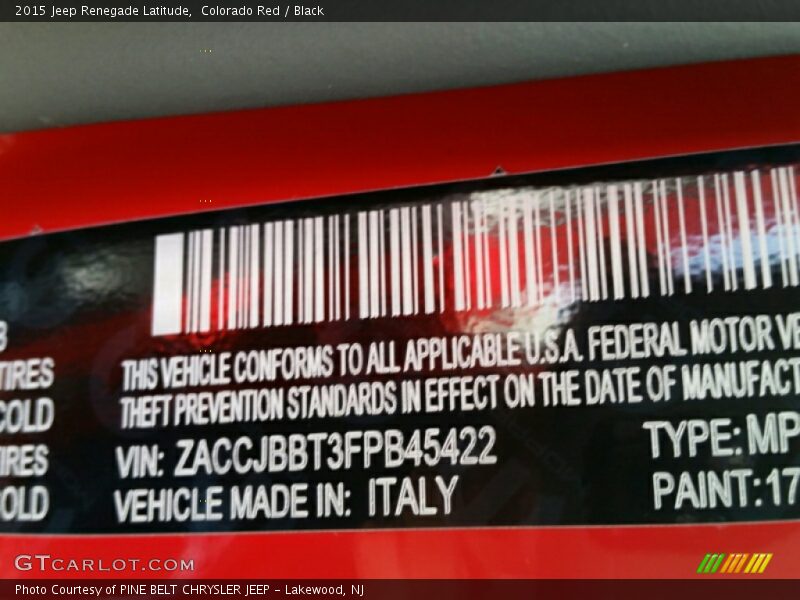 2015 Jeep Renegade Latitude, Colorado Red / Black
TIRES
COLD
TIRES
COLD
THIS VEHICLE CONFORMS TO ALL APPLICABLE U.S.A. FEDERAL MOTOR VE
THEFT PREVENTION STANDARDS IN EFFECT ON THE DATE OF MANUFACT
VIN: ZACCJBBT3FPB45422 TYPE: MP
VEHICLE MADE IN: ITALY PAINT: 17
GTCARLOT.COM
Photo Courtesy of PINE BELT CHRYSLER JEEP - Lakewood, NJ